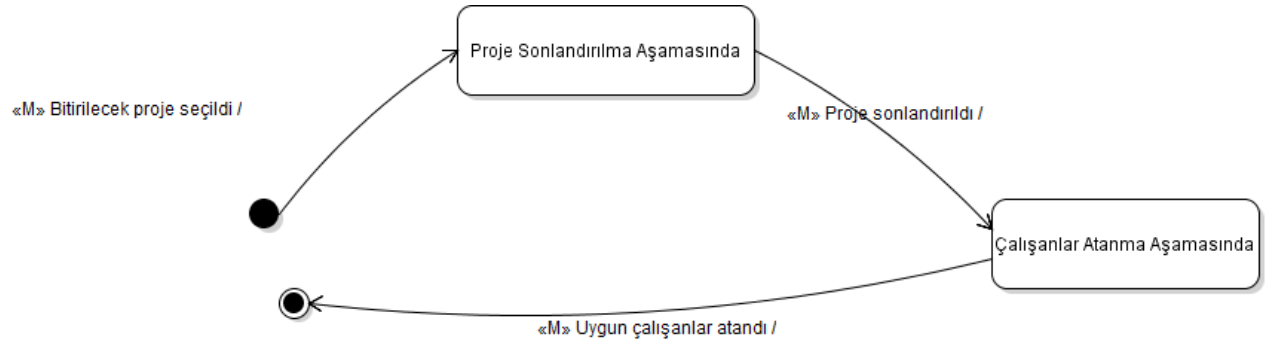 Proje Sonlandırılma Aşamasında
«M» Bitirilecek proje seçildi /
«M» Proje sonlandırıldı /
Çalışanlar Atanma Aşamasında
«M» Uygun çalışanlar atandı /